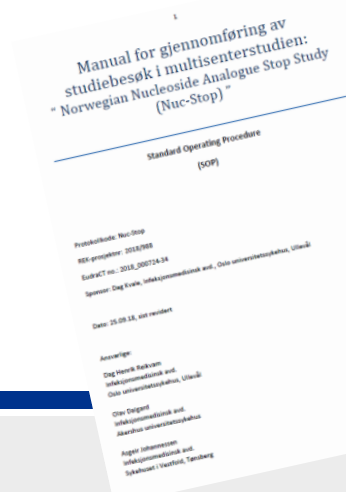 1
Manual for gjennomføring av
studiebesøk i multisenterstudien:
" Norwegian Nucleoside Analogue Stop Study
(Nuc-Stop) "
Standard Operating Procedure
(SOP)
Protokollkode: Nuc-Stop
REK-prosjektnr: 2018/988
EudraCT no.: 2018_000724-34
Sponsor: Dag Kvale, Infeksjonsmedisinsk avd., Oslo universitetssykehus, Ullevål
Dato: 25.09.18, sist revidert
Ansvarlige:
Dag Henrik Reikvam
Infeksjonsmedisinsk avd.
Oslo universitetssykehus, Ullevål
Olav Dalgard
Infeksjonsmedisinsk avd.
Akershus universitetssykehus
Asgeir Johannessen
Infeksjonsmedisinsk avd.
Sykehuset i Vestfold, Tønsberg